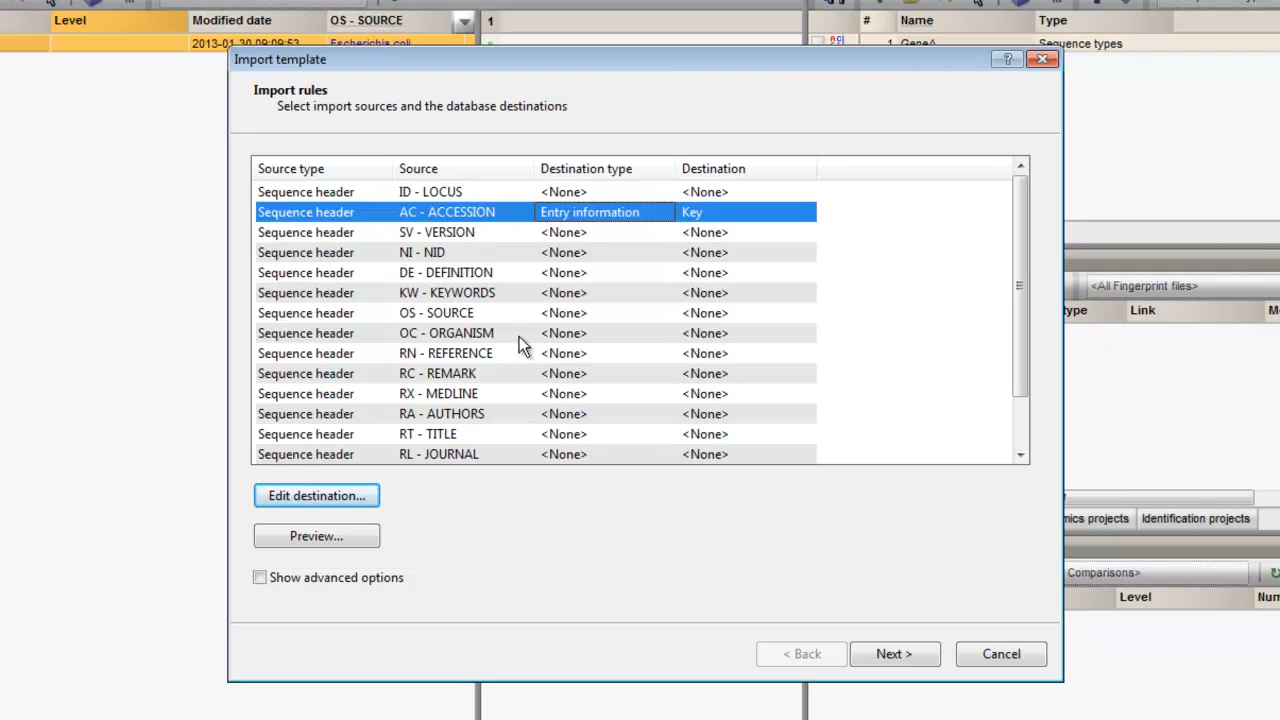 Level Modified date OS - SOURCE 1 # Name Type
2013-01-30 09:09:53 Escherichia coli 1 GeneA Sequence types
Import template
Import rules
Select import sources and the database destinations
Source type Source Destination type Destination
Sequence header ID - LOCUS <None> <None>
Sequence header AC - ACCESSION Entry information Key
Sequence header SV - VERSION <None> <None>
Sequence header NI - NID <None> <None>
Sequence header DE - DEFINITION <None> <None>
Sequence header KW - KEYWORDS <None> <None>
Sequence header OS - SOURCE <None> <None>
Sequence header OC - ORGANISM <None> <None>
Sequence header RN - REFERENCE <None> <None>
Sequence header RC - REMARK <None> <None>
Sequence header RX - MEDLINE <None> <None>
Sequence header RA - AUTHORS <None> <None>
Sequence header RT - TITLE <None> <None>
Sequence header RL - JOURNAL <None> <None>
<All Fingerprint files>
type Link
Edit destination...
Preview...
mics projects Identification projects
Show advanced options
Comparisons>
Level Num
< Back Next > Cancel